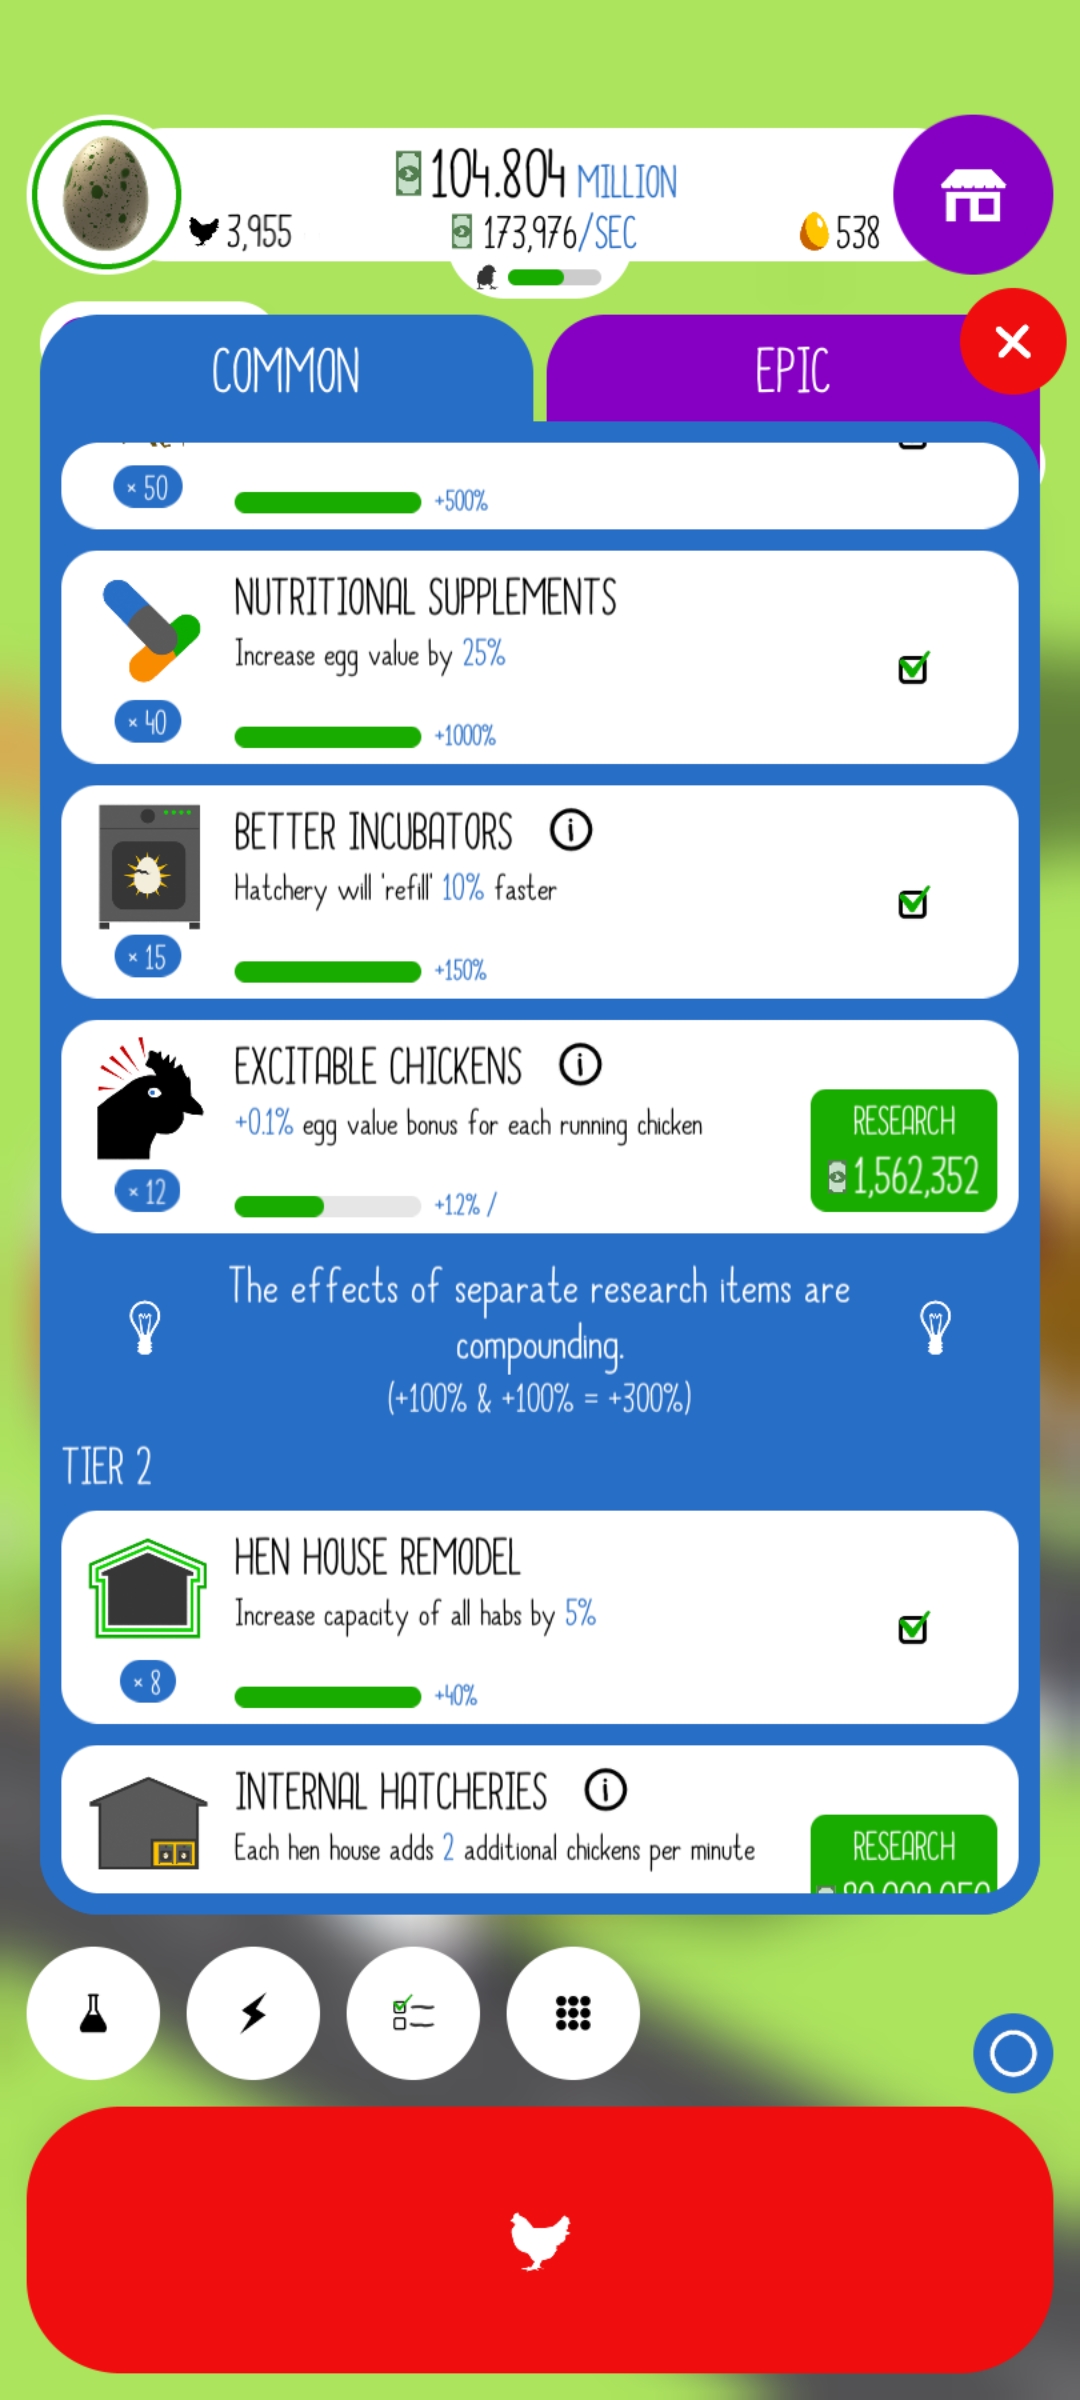 104.804 MILLION
3,955
173,976/SEC
538
COMMON
EPIC
× 50
+500%
NUTRITIONAL SUPPLEMENTS
Increase egg value by 25%
× 40
+1000%
BETTER INCUBATORS
Hatchery will 'refill' 10% faster
× 15
+150%
EXCITABLE CHICKENS
+0.1% egg value bonus for each running chicken
RESEARCH
1,562,352
× 12
+1.2% /
The effects of separate research items are
compounding.
(+100% & +100% = +300%)
TIER 2
HEN HOUSE REMODEL
Increase capacity of all habs by 5%
× 8
+40%
INTERNAL HATCHERIES
Each hen house adds 2 additional chickens per minute
RESEARCH